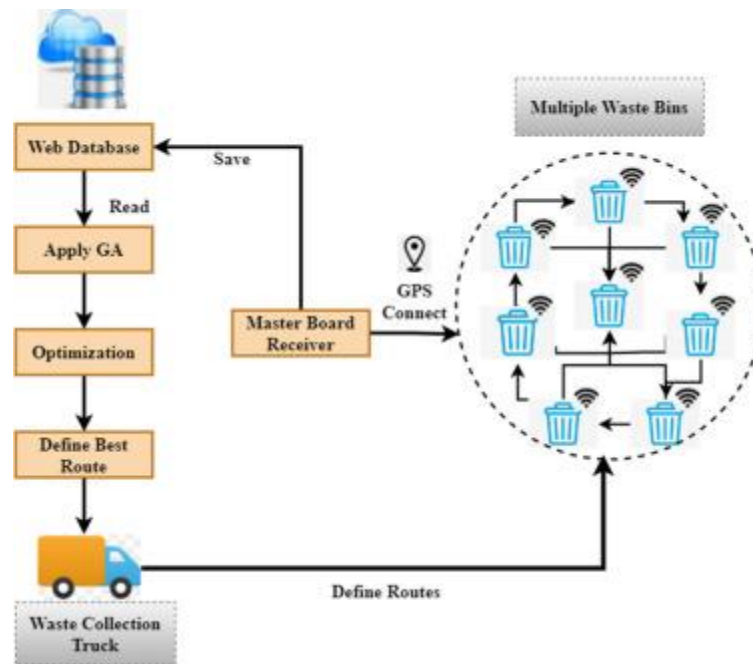 Multiple Waste Bins
Web Database
Save
Read
Apply GA
GPS
Connect
Master Board
Receiver
Optimization
Define Best
Route
Define Routes
Waste Collection
Truck